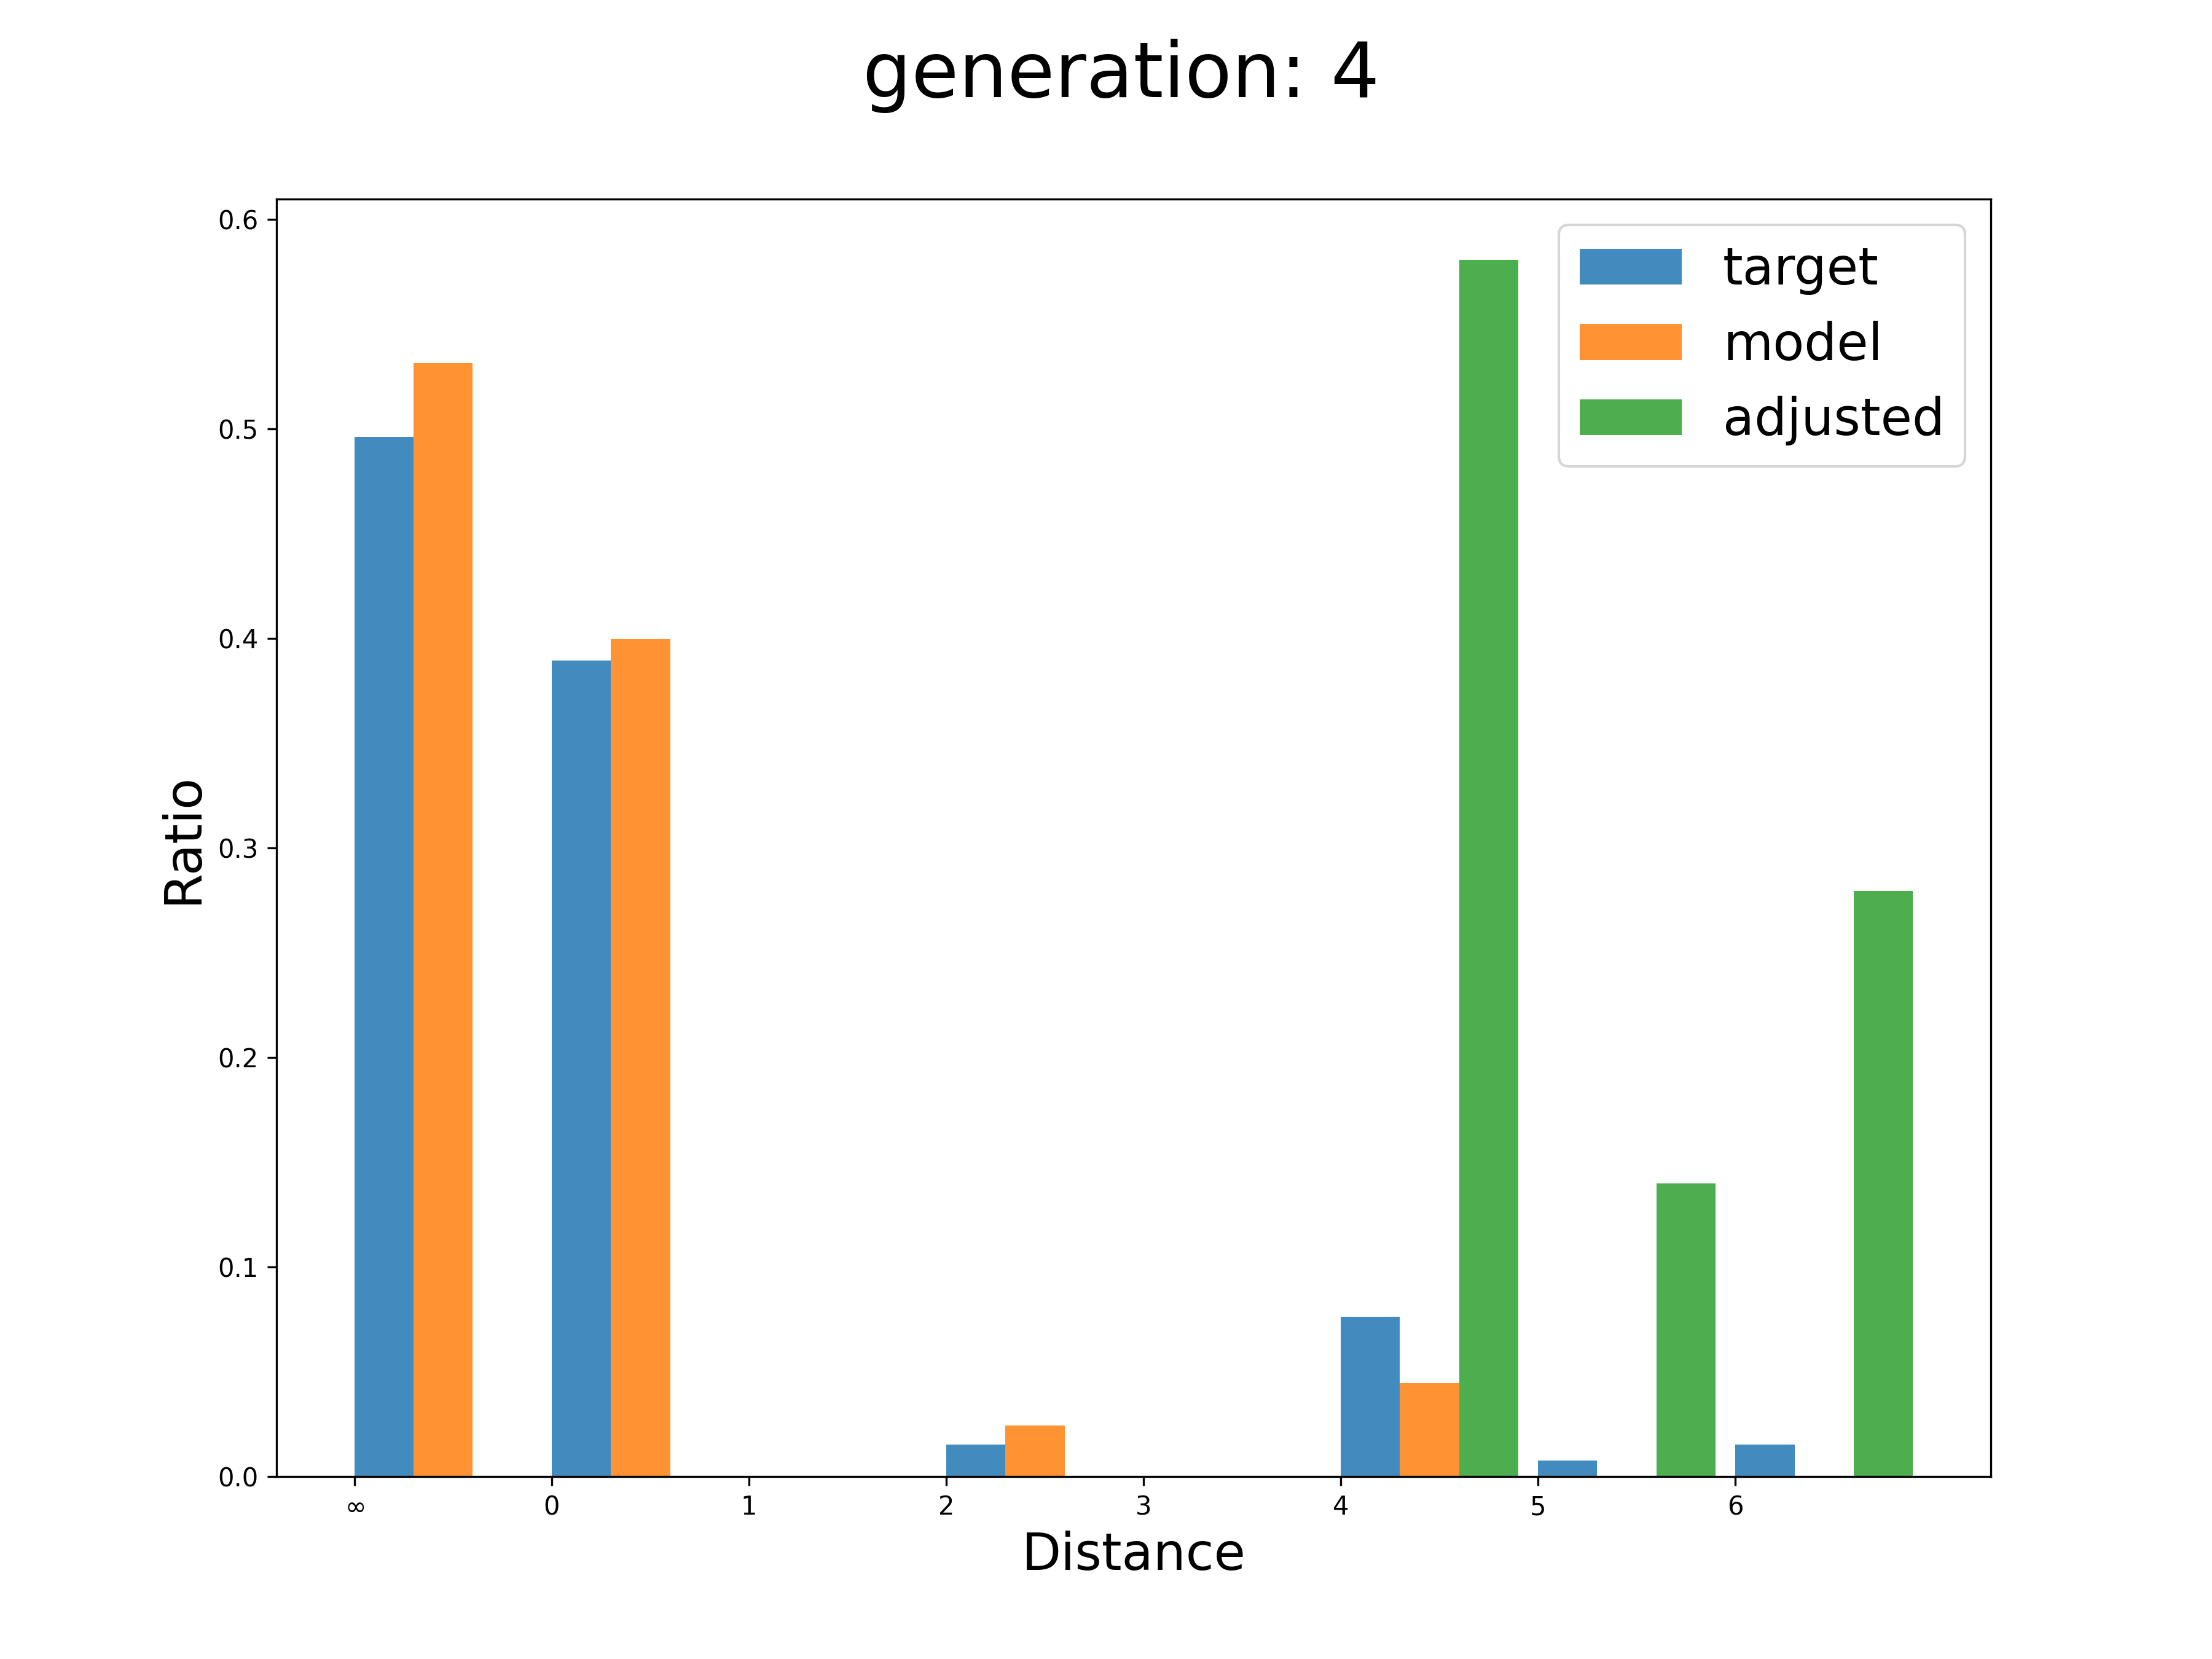 generation: 4
0.6
0.5
0.4
0.3
0.2
0.1
0.0
Ratio
target
model
adjusted
∞ 0 1 2 3 4 5 6
Distance